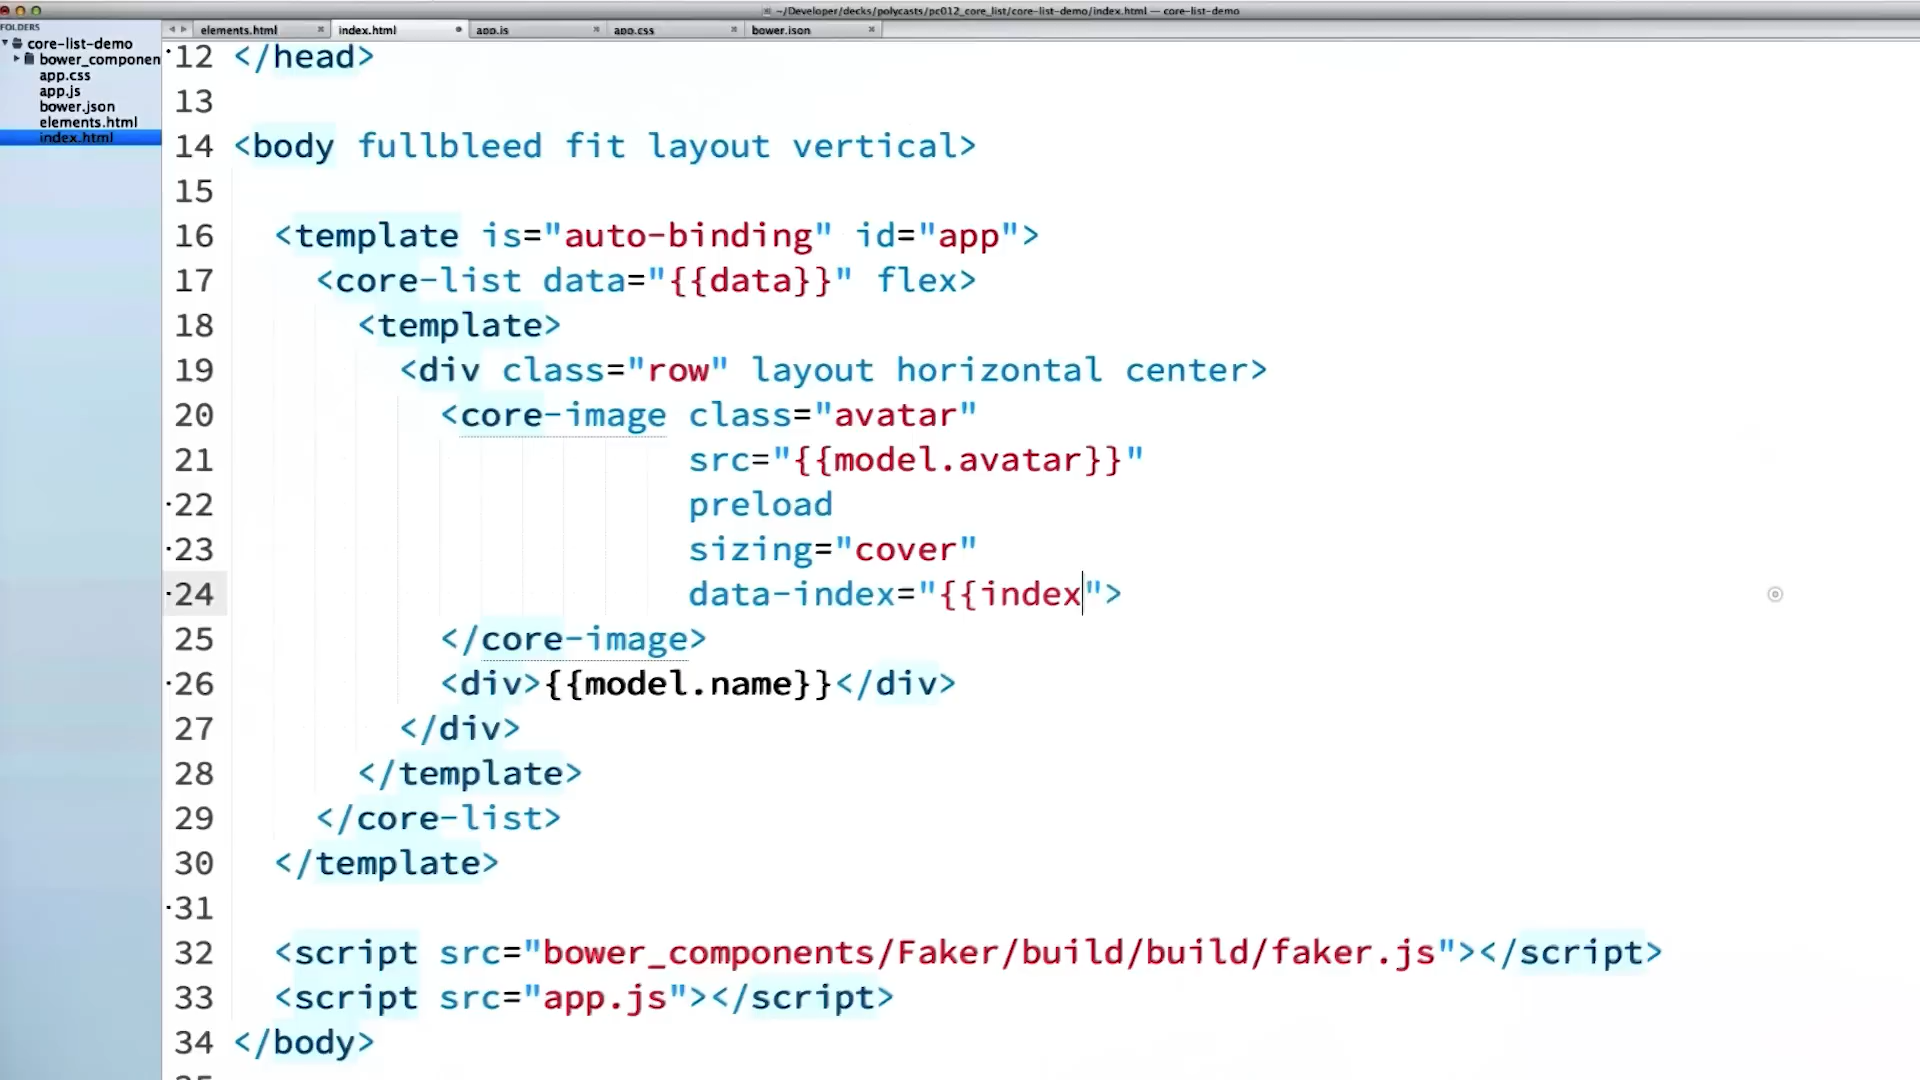 ~/Developer/decks/polycasts/pc012_core_list/core-list-demo/index.html — core-list-demo
FOLDERS
core-list-demo
bower_componen
app.css
app.js
bower.json
elements.html
index.html
elements.html
index.html
app.js
app.css
bower.json
12 </head>
13
14 <body fullbleed fit layout vertical>
15
16 <template is="auto-binding" id="app">
17 <core-list data="{{data}}" flex>
18 <template>
19 <div class="row" layout horizontal center>
20 <core-image class="avatar"
21 src="{{model.avatar}}"
22 preload
23 sizing="cover"
24 data-index="{{index">
25 </core-image>
26 <div>{{model.name}}</div>
27 </div>
28 </template>
29 </core-list>
30 </template>
31
32 <script src="bower_components/Faker/build/build/faker.js"></script>
33 <script src="app.js"></script>
34 </body>